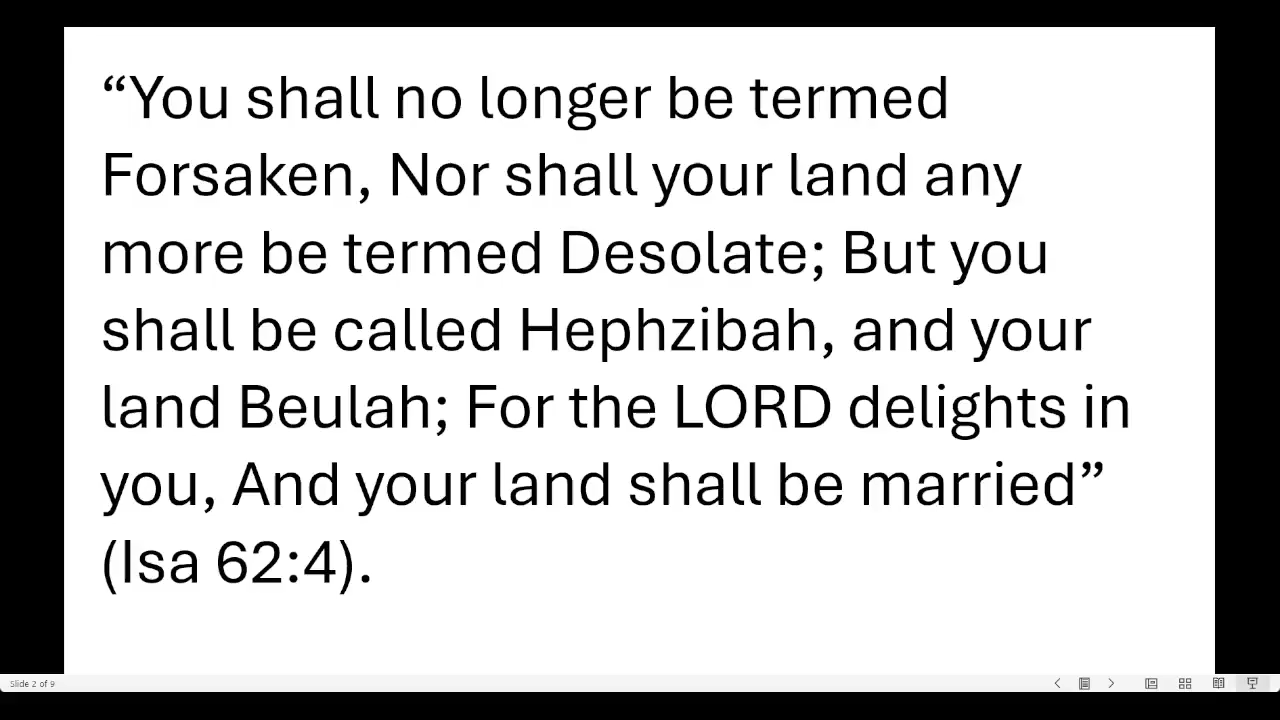 “You shall no longer be termed
Forsaken, Nor shall your land any
more be termed Desolate; But you
shall be called Hephzibah, and your
land Beulah; For the LORD delights in
you, And your land shall be married”
(Isa 62:4).
Slide 2 of 9